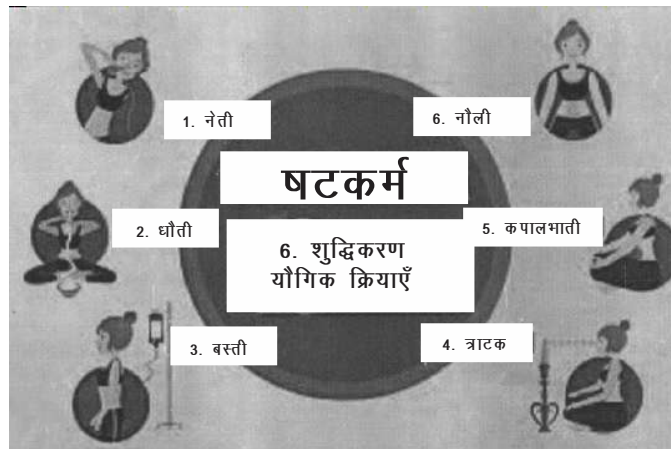 1. नेती
6. नौली
षटकर्म
2. धौती
5. कपालभाती
6. शुद्धिकरण
यौगिक क्रियाएँ
3. बस्ती
4. त्राटक